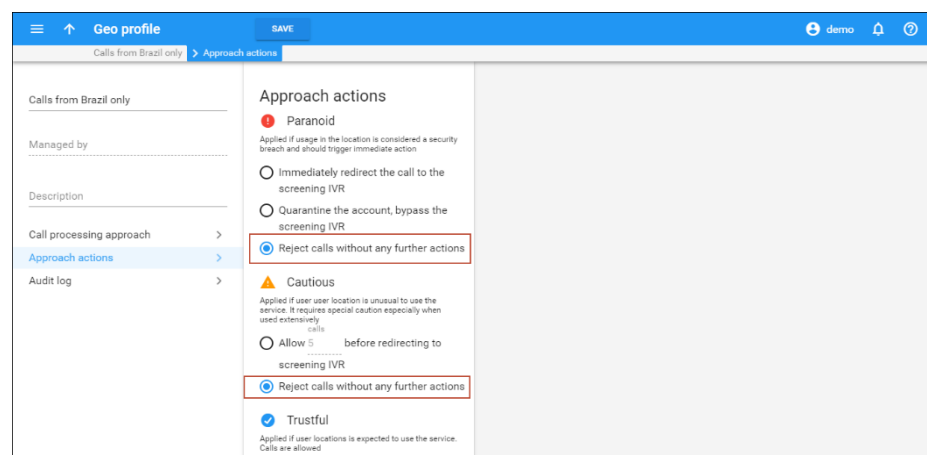 Geo profile
SAVE
demo
Calls from Brazil only
Approach actions
Calls from Brazil only
Managed by
Description
Call processing approach
Approach actions
Audit log
Approach actions
Paranoid
Applied if usage in the location is considered a security
breach and should trigger immediate action
Immediately redirect the call to the
screening IVR
Quarantine the account, bypass the
screening IVR
Reject calls without any further actions
Cautious
Applied if user user location is unusual to use the
service. It requires special caution especially when
used extensively
calls
Allow 5 before redirecting to
screening IVR
Reject calls without any further actions
Trustful
Applied if user locations is expected to use the service.
Calls are allowed